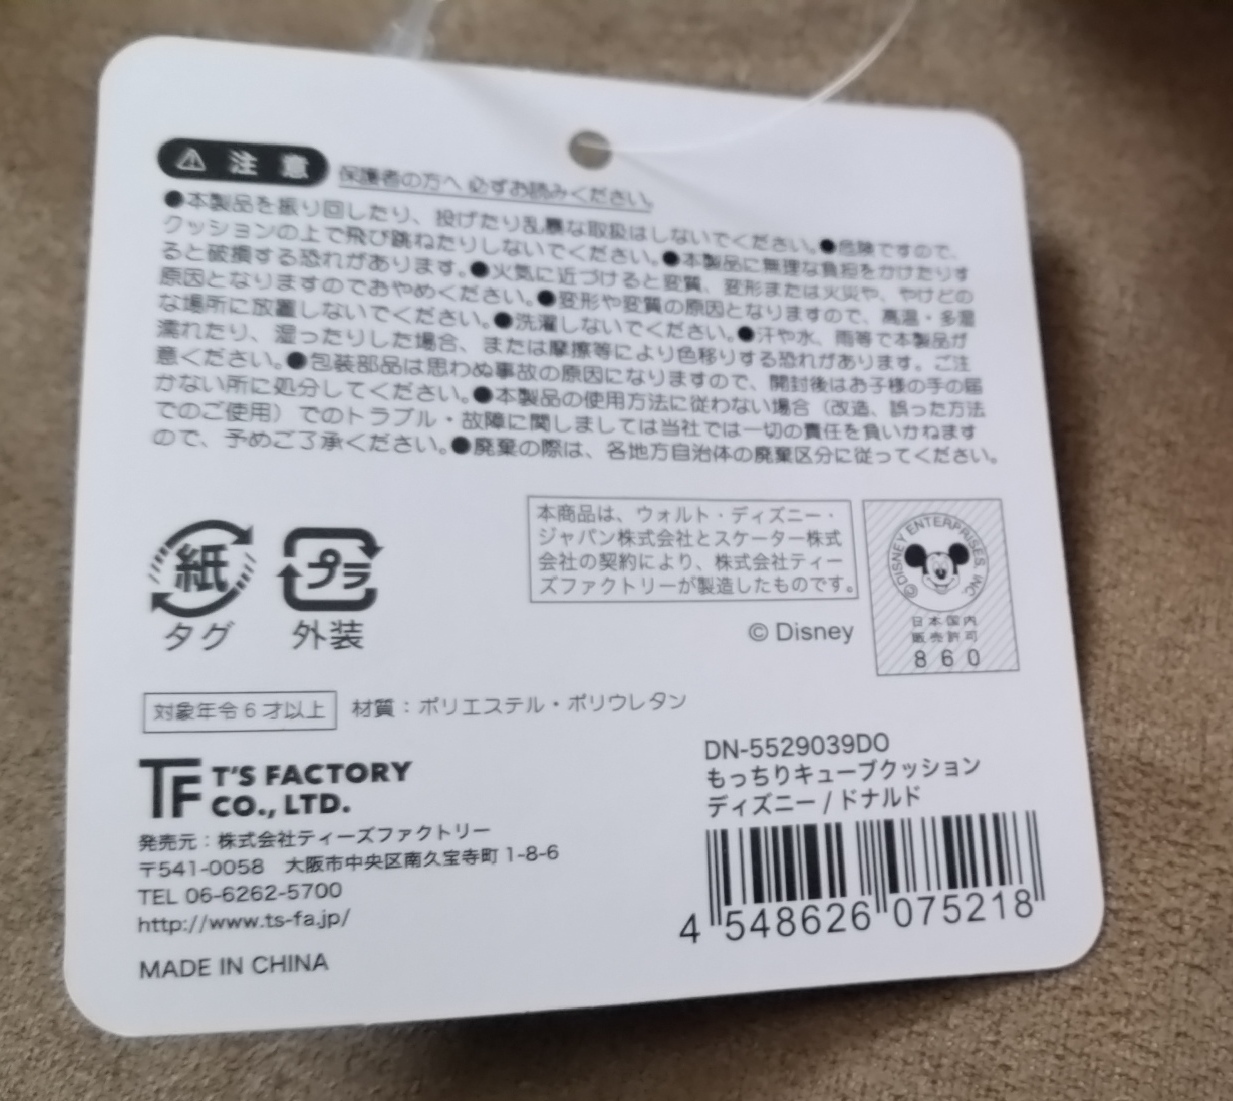 注意 保護者の方へ 必ずお読みください。
●本製品を振り回したり、投げたり乱暴な取扱はしないでください。●危険ですので、
クッションの上で飛び跳ねたりしないでください。●本製品に無理な負担をかけたりす
ると破損する恐れがあります。●火気に近づけると変質、変形または火災や、やけどの
原因となりますのでおやめください。●変形や変質の原因となりますので、高温・多湿
な場所に放置しないでください。●洗濯しないでください。●汗や水、雨等で本製品が
濡れたり、湿ったりした場合、または摩擦等により色移りする恐れがあります。ご注
意ください。●包装部品は思わぬ事故の原因になりますので、開封後はお子様の手の届
かない所に処分してください。●本製品の使用方法に従わない場合（改造、誤った方法
でのご使用）でのトラブル・故障に関しましては当社では一切の責任を負いかねます
ので、予めご了承ください。●廃棄の際は、各地方自治体の廃棄区分に従ってください。
紙
タグ
プラ
外装
本商品は、ウォルト・ディズニー・
ジャパン株式会社とスケーター株式
会社の契約により、株式会社ティー
ズファクトリーが製造したものです。
© Disney
©DISNEY ENTERPRISES, INC.
日本国内
販売許可
860
対象年令6才以上
材質：ポリエステル・ポリウレタン
TF T'S FACTORY
CO., LTD.
発売元：株式会社ティーズファクトリー
〒541-0058 大阪市中央区南久宝寺町1-8-6
TEL 06-6262-5700
http://www.ts-fa.jp/
MADE IN CHINA
DN-5529039DO
もっちりキューブクッション
ディズニー / ドナルド
4 548626 075218